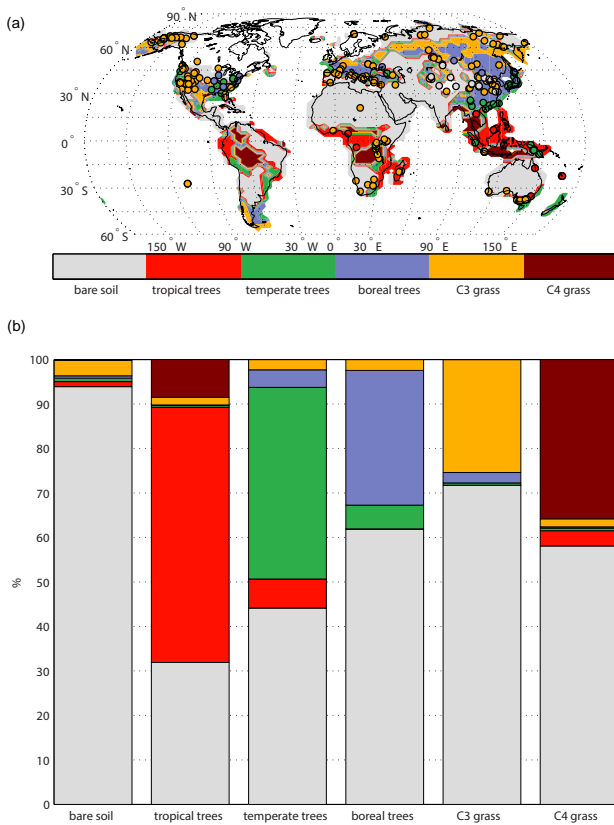 (a)
90° N
60° N
30° N
0°
30° S
60° S
150° W
90° W
30° W
0°
30° E
90° E
150° E
bare soil
tropical trees
temperate trees
boreal trees
C3 grass
C4 grass
(b)
100
90
80
70
60
50
40
30
20
10
0
%
bare soil
tropical trees
temperate trees
boreal trees
C3 grass
C4 grass